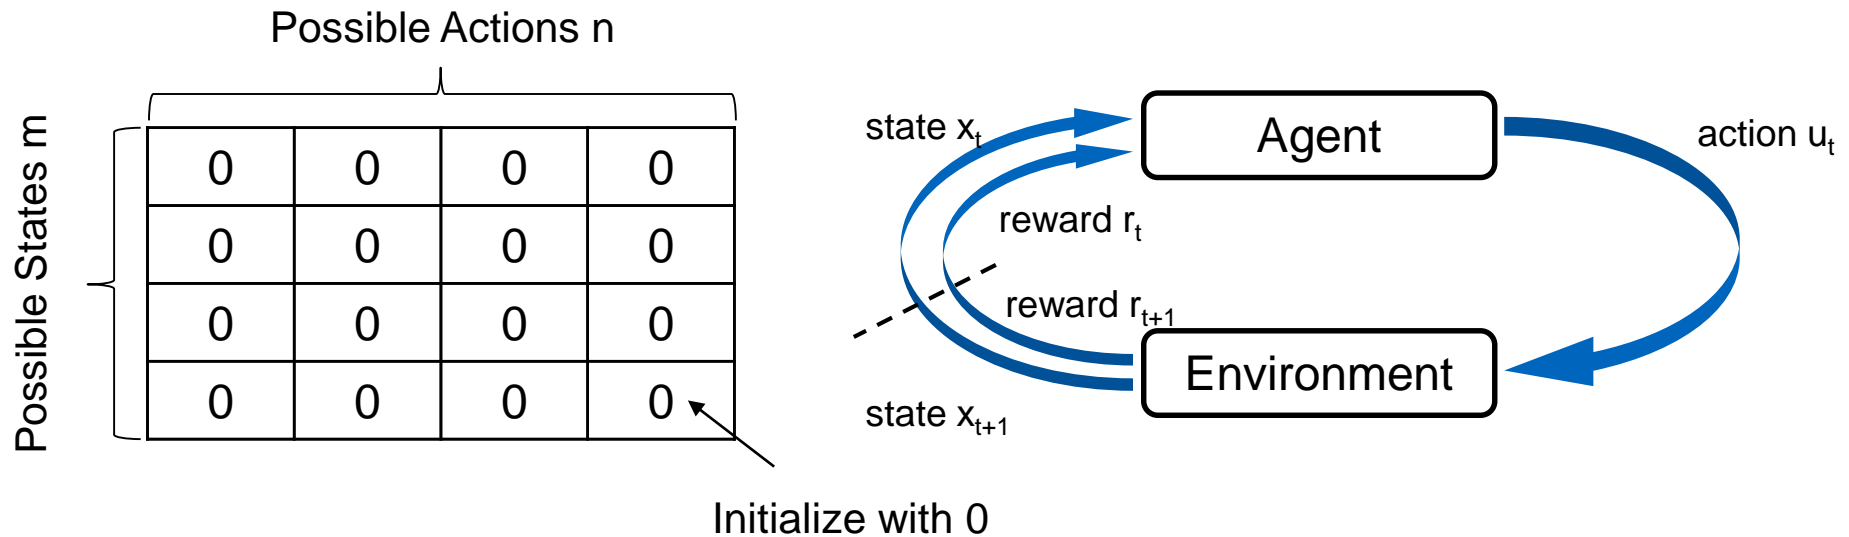 Possible Actions n
Possible States m
0 0 0 0
0 0 0 0
0 0 0 0
0 0 0 0
Initialize with 0
state xt
Agent
action ut
reward rt
reward rt+1
Environment
state xt+1